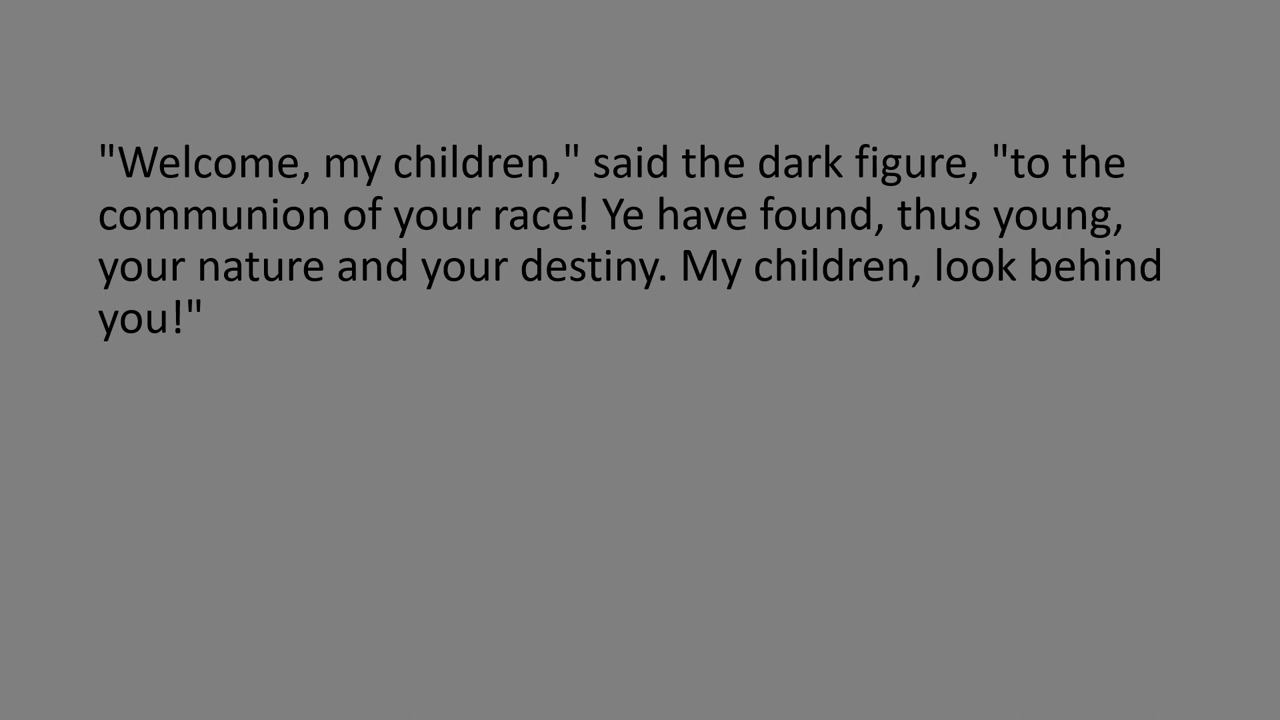 "Welcome, my children," said the dark figure, "to the
communion of your race! Ye have found, thus young,
your nature and your destiny. My children, look behind
you!"